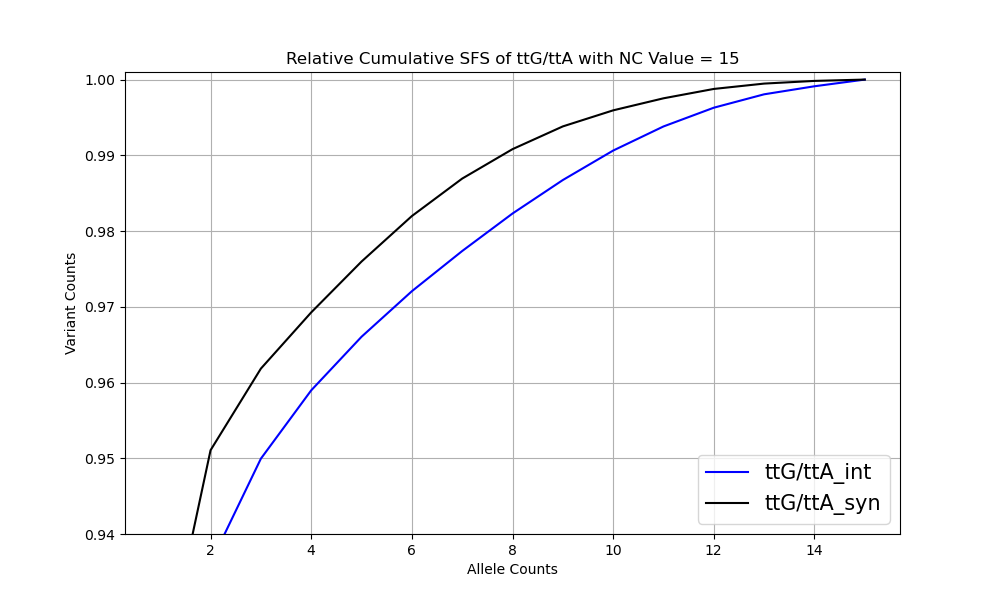 Relative Cumulative SFS of ttG/ttA with NC Value = 15
1.00
0.99
0.98
0.97
0.96
0.95
0.94
Variant Counts
2 4 6 8 10 12 14
Allele Counts
ttG/ttA_int
ttG/ttA_syn